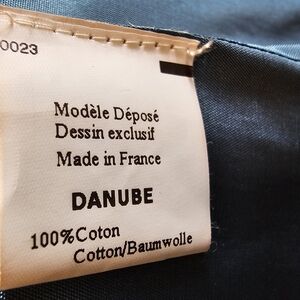 0023
Modèle Déposé
Dessin exclusif
Made in France
DANUBE
100%Coton
Cotton/Baumwolle